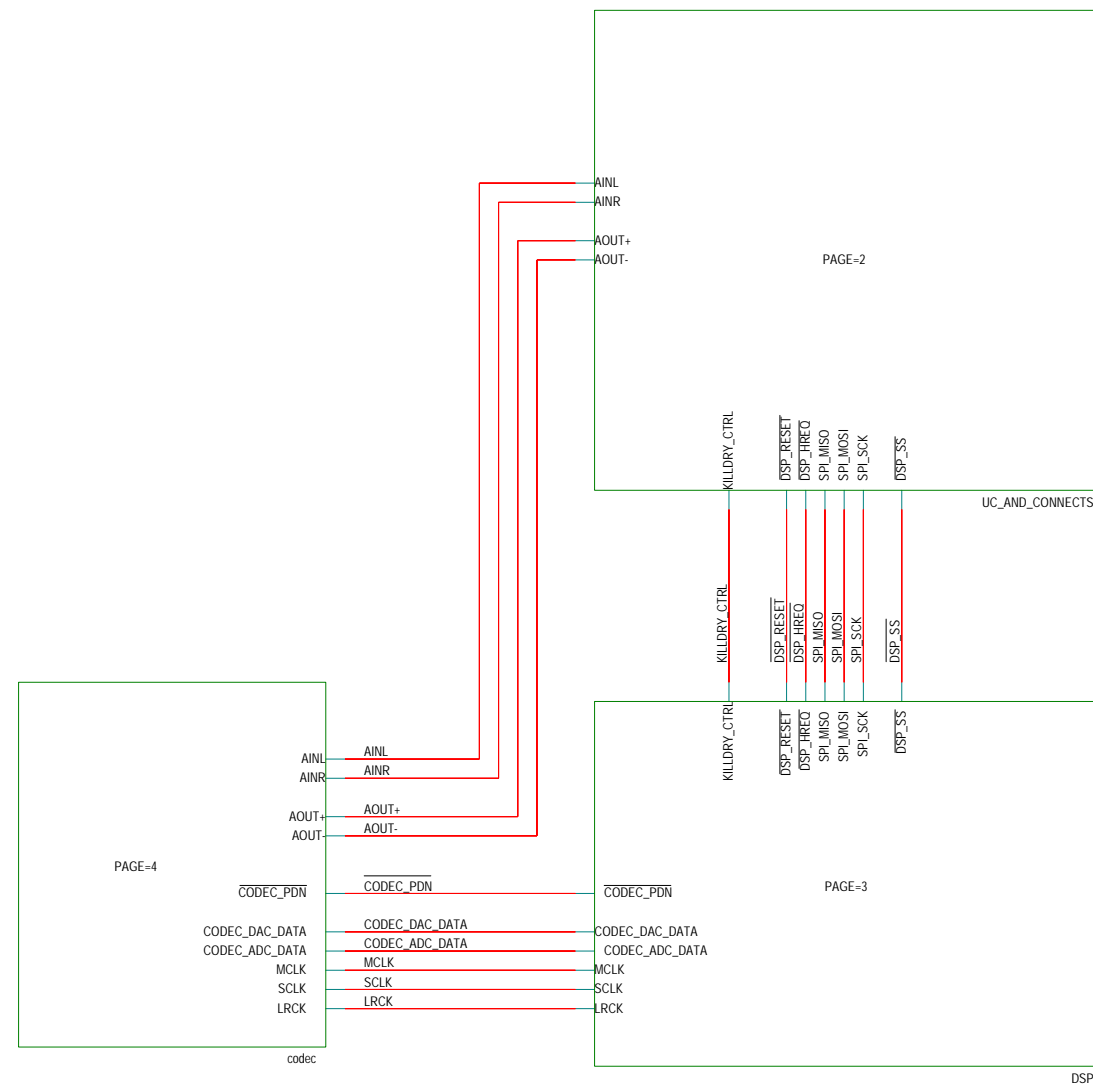 AINL
AINR
AOUT+
AOUT-
PAGE=2
KILLDRY_CTRL
DSP_RESET
DSP_HREQ
SPI_MISO
SPI_MOSI
SPI_SCK
DSP_SS
UC_AND_CONNECTS
KILLDRY_CTRL
DSP_RESET
DSP_HREQ
SPI_MISO
SPI_MOSI
SPI_SCK
DSP_SS
KILLDRY_CTRL
DSP_RESET
DSP_HREQ
SPI_MISO
SPI_MOSI
SPI_SCK
DSP_SS
AINL AINL
AINR AINR
AOUT+ AOUT+
AOUT- AOUT-
PAGE=4
PAGE=3
CODEC_PDN CODEC_PDN CODEC_PDN
CODEC_DAC_DATA CODEC_DAC_DATA CODEC_DAC_DATA
CODEC_ADC_DATA CODEC_ADC_DATA CODEC_ADC_DATA
MCLK MCLK MCLK
SCLK SCLK SCLK
LRCK LRCK LRCK
codec
DSP